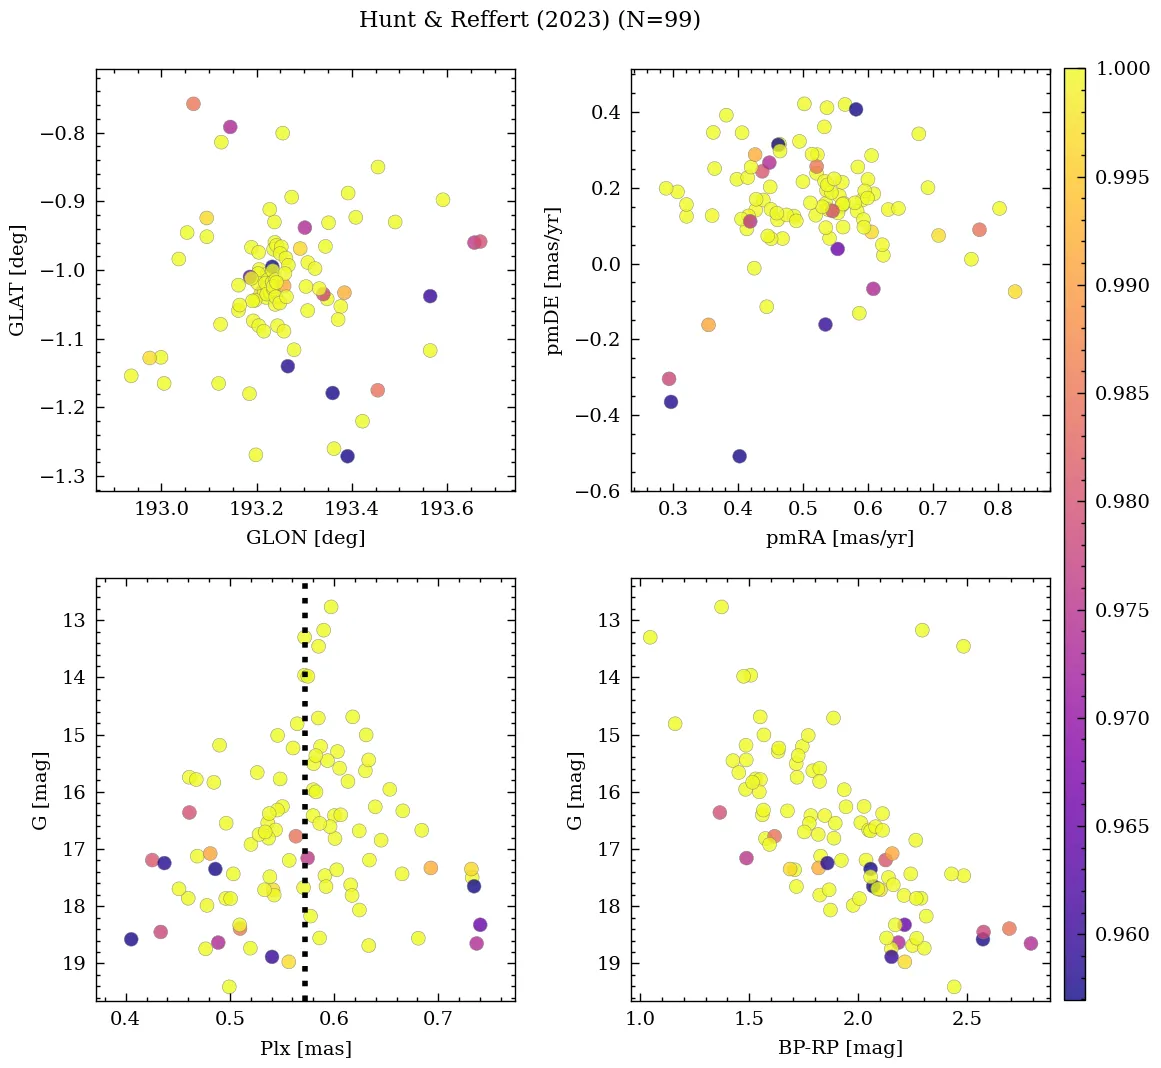 Hunt & Reffert (2023) (N=99)
−0.8
−0.9
−1.0
−1.1
−1.2
−1.3
GLAT [deg]
193.0 193.2 193.4 193.6
GLON [deg]
0.4
0.2
0.0
−0.2
−0.4
−0.6
pmDE [mas/yr]
0.3 0.4 0.5 0.6 0.7 0.8
pmRA [mas/yr]
13
14
15
16
17
18
19
G [mag]
0.4 0.5 0.6 0.7
Plx [mas]
13
14
15
16
17
18
19
G [mag]
1.0 1.5 2.0 2.5
BP-RP [mag]
1.000
0.995
0.990
0.985
0.980
0.975
0.970
0.965
0.960